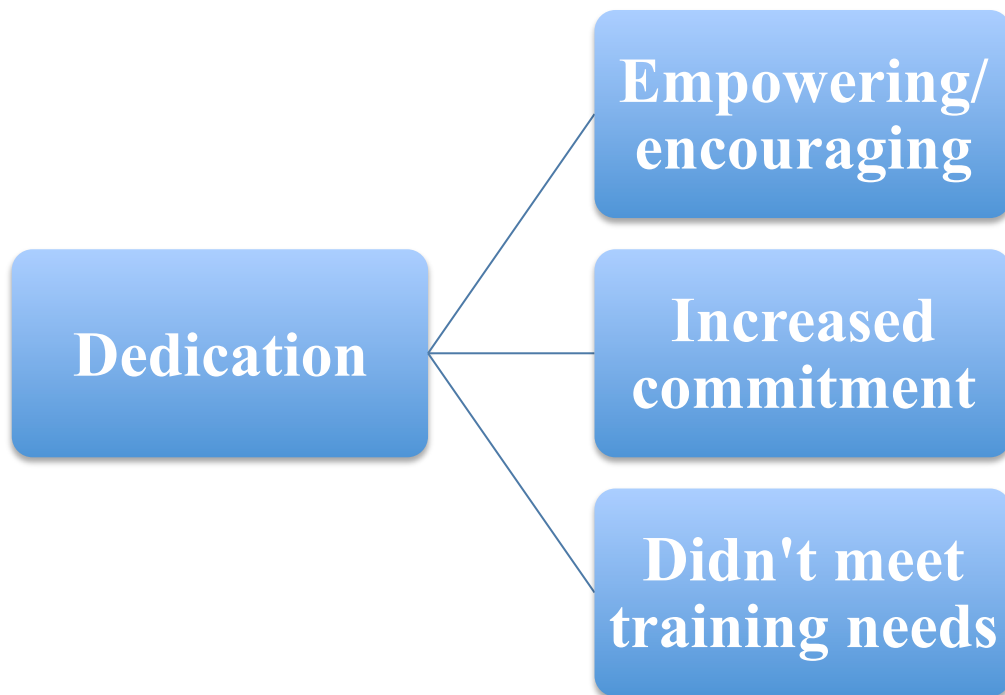 Empowering/
encouraging
Dedication
Increased
commitment
Didn't meet
training needs